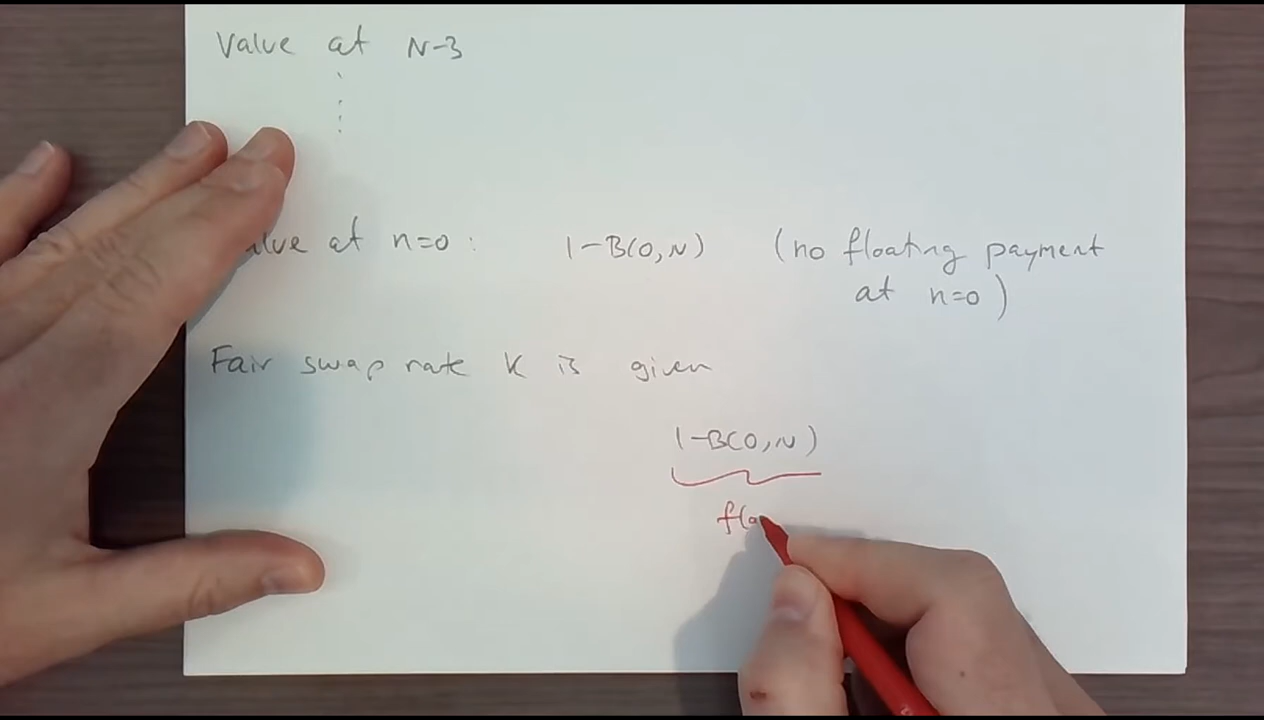 Value at N-3
alue at n=0: 1-B(0,N) (no floating payment
at n=0)
Fair swap rate K is given
1-B(0,N)